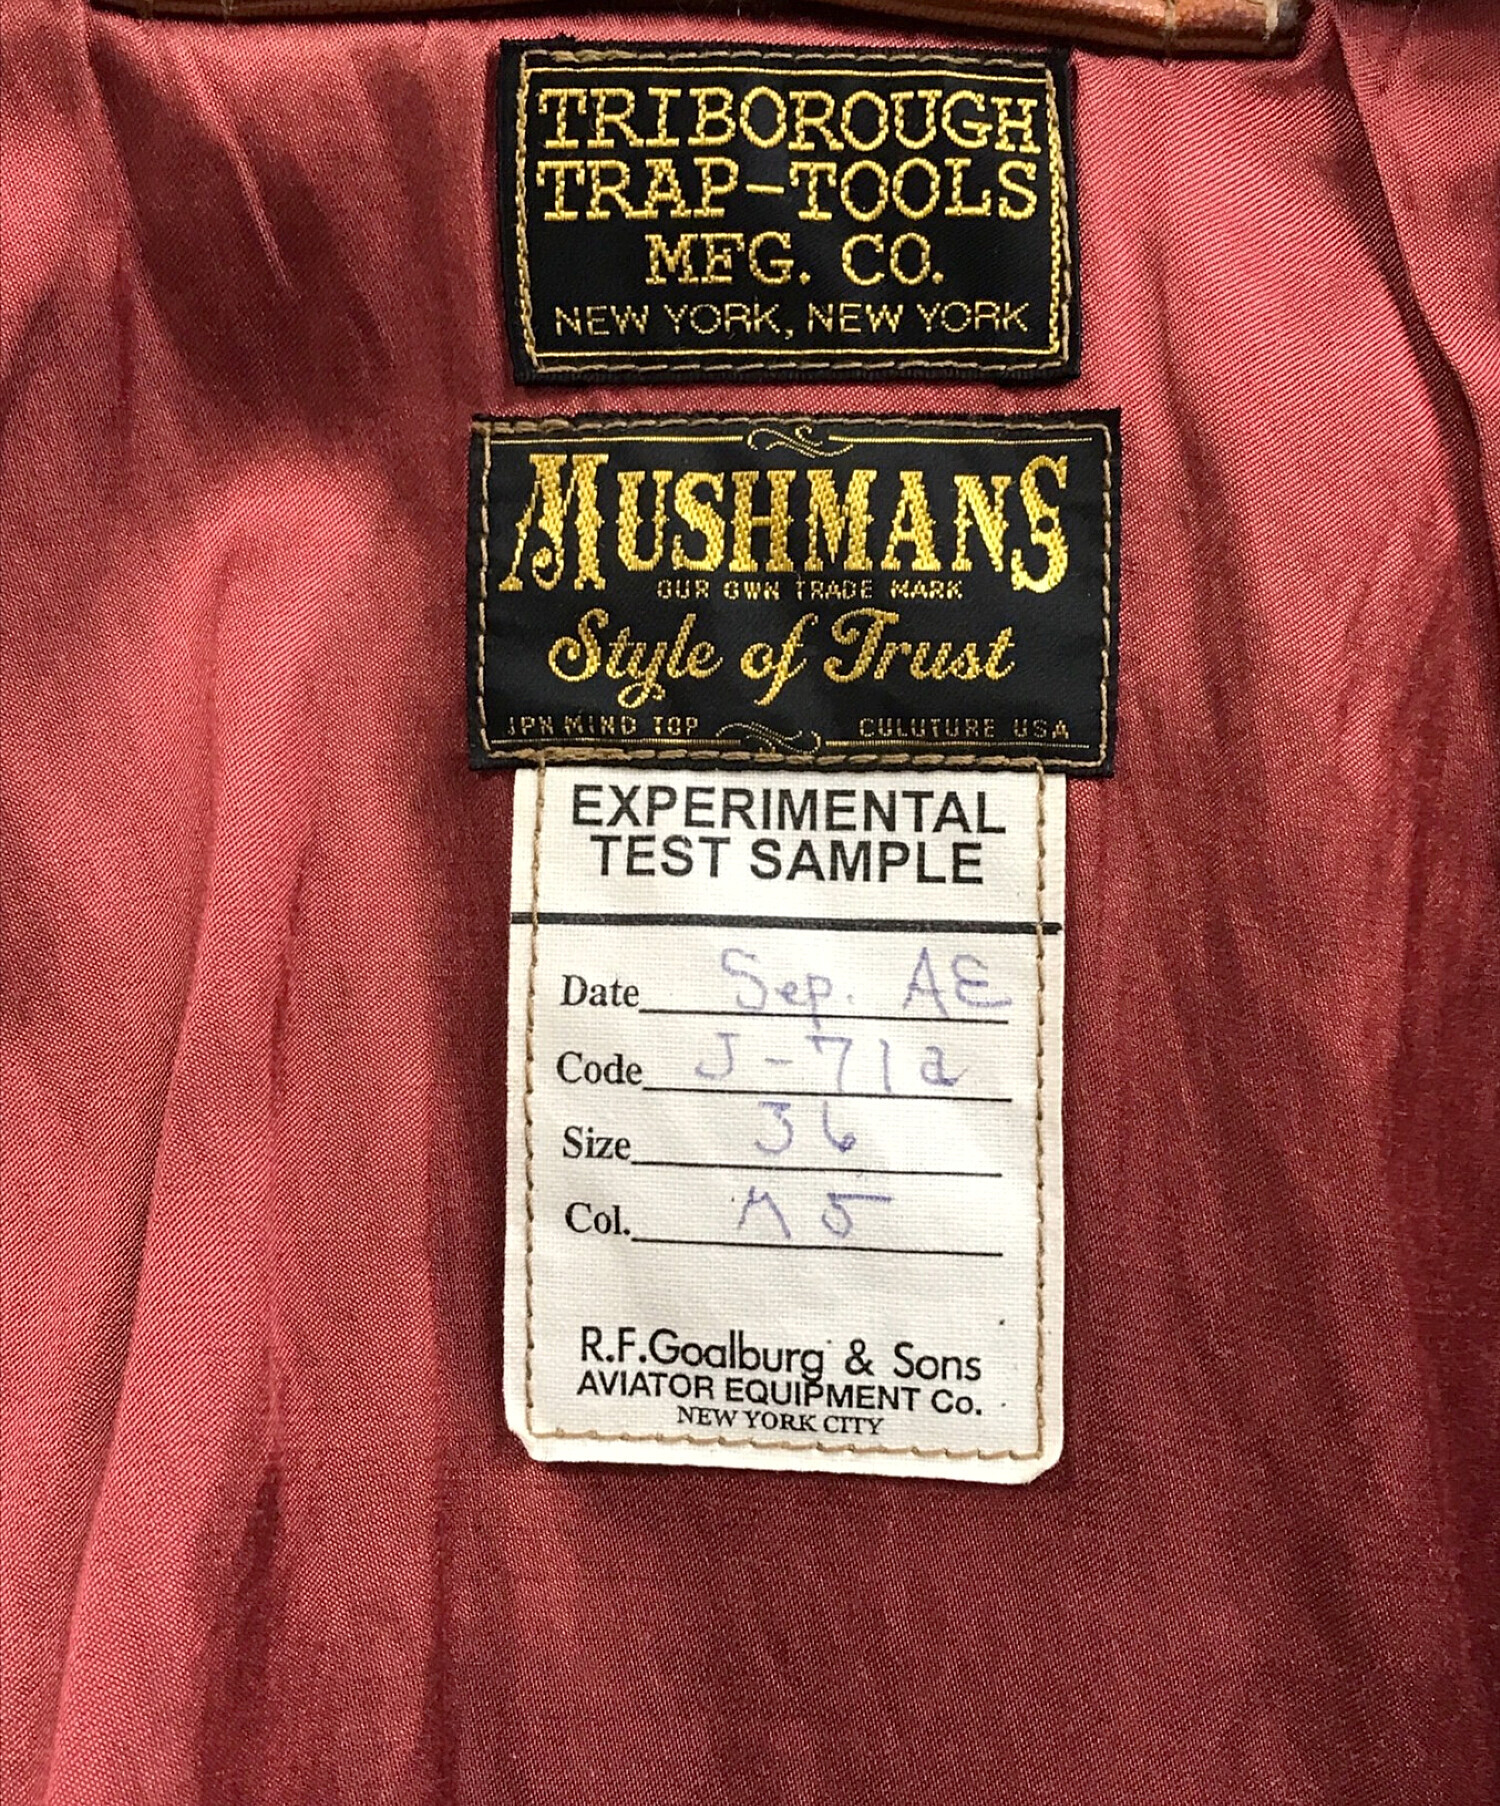 TRIBOROUGH
TRAP-TOOLS
MFG. CO.
NEW YORK, NEW YORK
MUSHMANS
OUR OWN TRADE MARK
Style of Trust
JPN MIND TOP CULUTURE USA
EXPERIMENTAL
TEST SAMPLE
Date Sep. AE
Code J-71a
Size 36
Col.
R.F.Goalburg & Sons
AVIATOR EQUIPMENT Co.
NEW YORK CITY